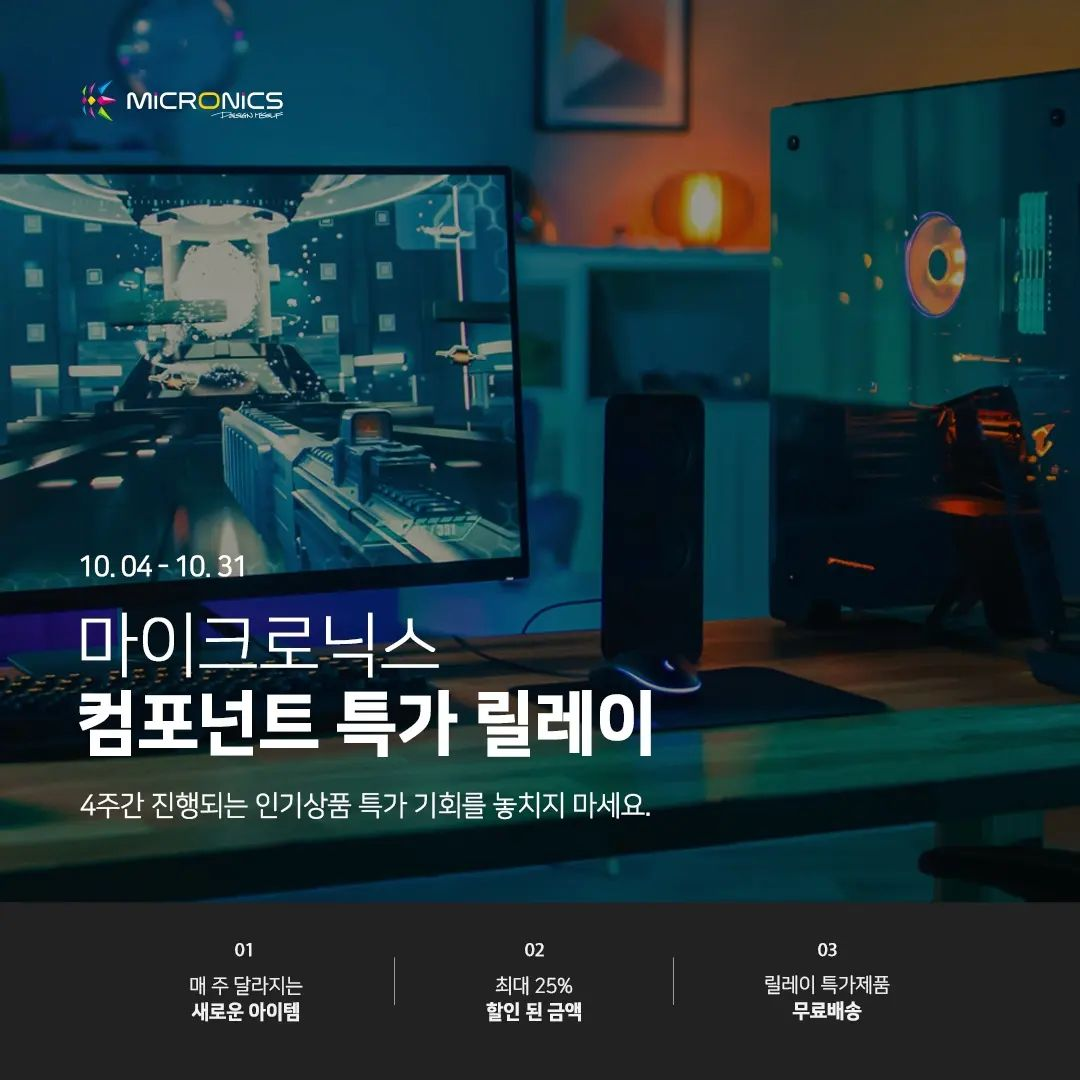 MICRONICS
10. 04 - 10. 31
마이크로닉스
컴포넌트 특가 릴레이
4주간 진행되는 인기상품 특가 기회를 놓치지 마세요.
01
매 주 달라지는
새로운 아이템
02
최대 25%
할인 된 금액
03
릴레이 특가제품
무료배송